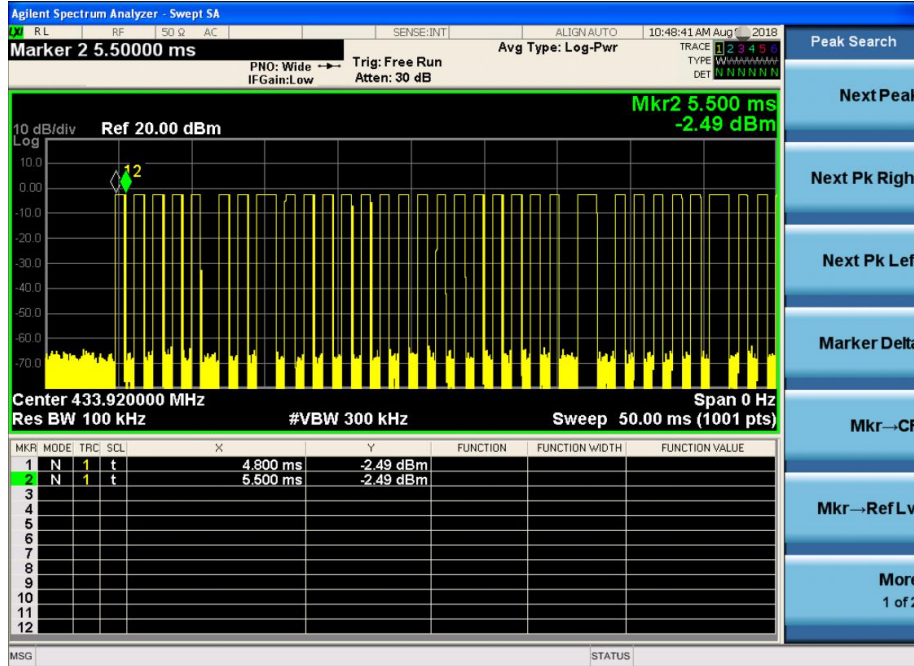 Agilent Spectrum Analyzer - Swept SA
LXI RL RF 50 Ω AC SENSE:INT ALIGNAUTO 10:48:41 AM Aug 2018
Marker 2 5.50000 ms
PNO: Wide
IFGain:Low
Trig: Free Run
Atten: 30 dB
Avg Type: Log-Pwr
TRACE 1 2 3 4 5 6
TYPE W
DET N N N N N N
Peak Search
Next Peak
Next Pk Righ
Next Pk Lef
Marker Delta
Mkr→CF
Mkr→Ref Lv
More
1 of 2
Mkr2 5.500 ms
-2.49 dBm
10 dB/div Ref 20.00 dBm
Log
10.0
0.00
-10.0
-20.0
-30.0
-40.0
-50.0
-60.0
-70.0
12
Center 433.920000 MHz Span 0 Hz
Res BW 100 kHz #VBW 300 kHz Sweep 50.00 ms (1001 pts)
MKR MODE TRC SCL X Y FUNCTION FUNCTION WIDTH FUNCTION VALUE
1 N 1 t 4.800 ms -2.49 dBm
2 N 1 t 5.500 ms -2.49 dBm
3
4
5
6
7
8
9
10
11
12
MSG STATUS